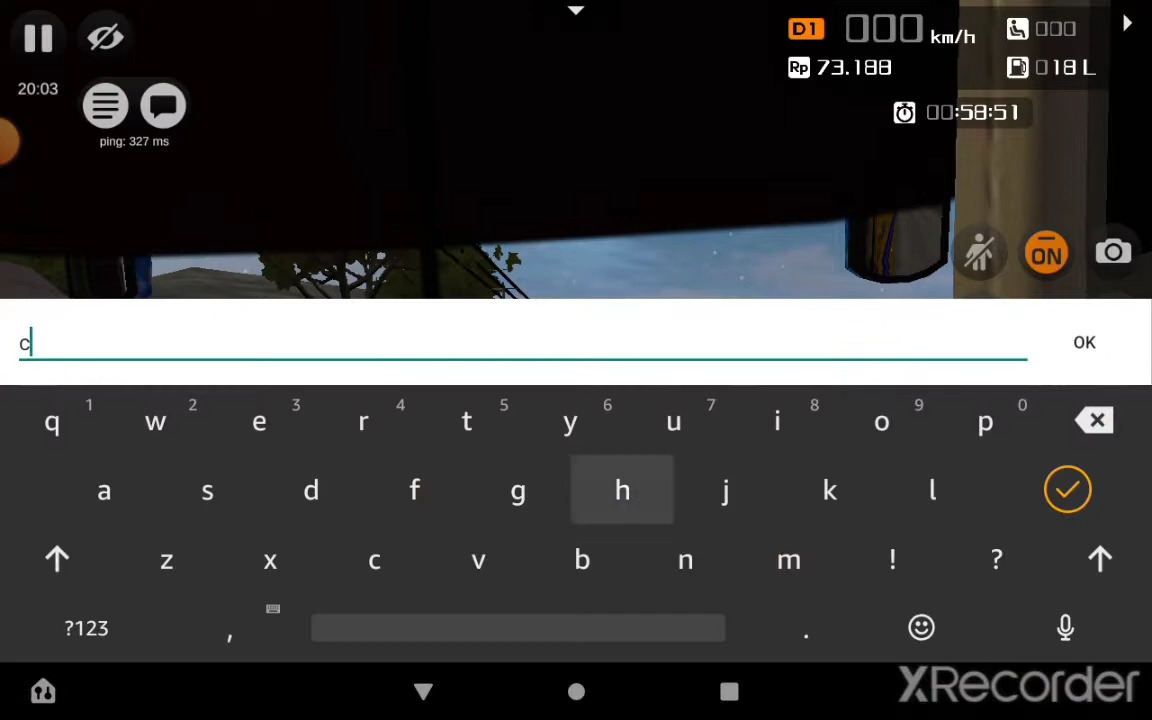 D1 000 km/h 000
20:03
Rp 73.188 018 L
00:58:51
ping: 327 ms
ON
c OK
q 1 w 2 e 3 r 4 t 5 y 6 u 7 i 8 o 9 p 0
a s d f g h j k l
z x c v b n m ! ?
?123 , .
XRecorder